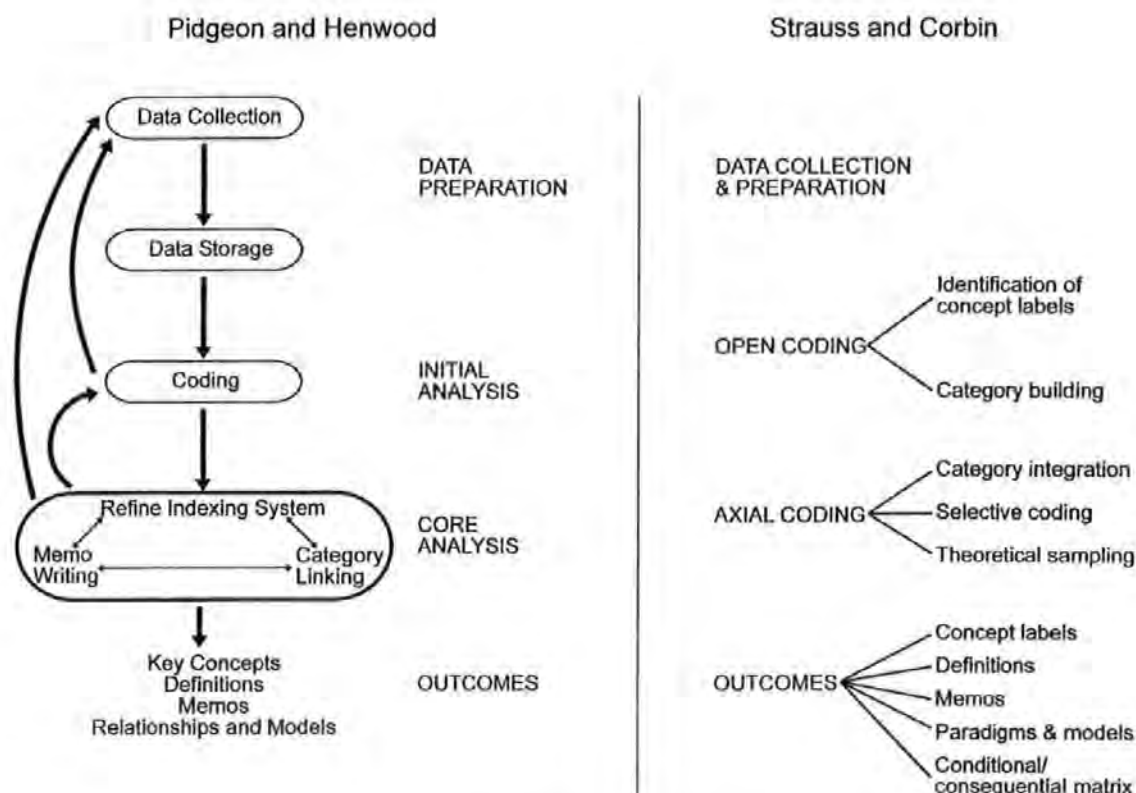 Pidgeon and Henwood
Data Collection
Data Storage
Coding
Refine Indexing System
Memo
Writing
Category
Linking
Key Concepts
Definitions
Memos
Relationships and Models
DATA
PREPARATION
INITIAL
ANALYSIS
CORE
ANALYSIS
OUTCOMES
Strauss and Corbin
DATA COLLECTION
& PREPARATION
OPEN CODING
Identification of
concept labels
Category building
AXIAL CODING
Category integration
Selective coding
Theoretical sampling
OUTCOMES
Concept labels
Definitions
Memos
Paradigms & models
Conditional/
consequential matrix